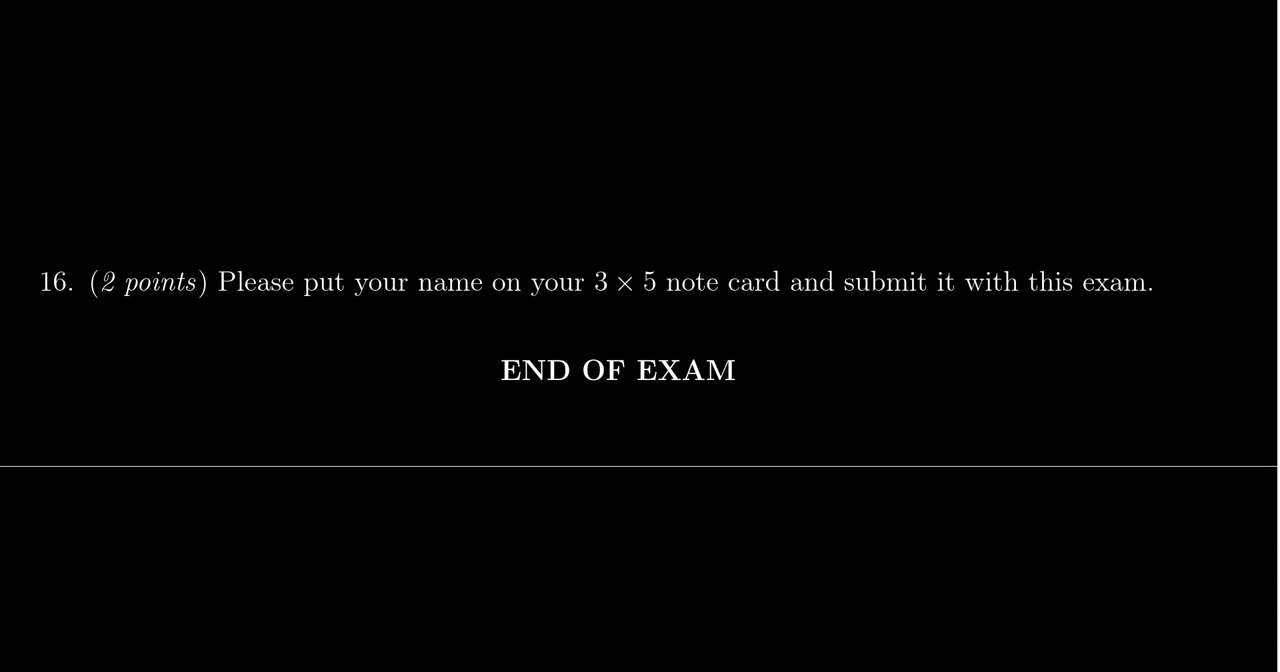 16. (2 points) Please put your name on your 3 × 5 note card and submit it with this exam.
END OF EXAM